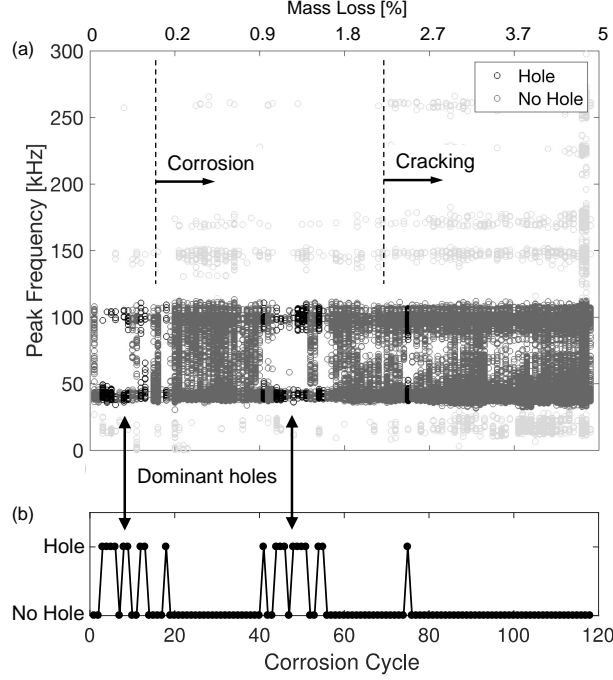 Mass Loss [%]
0 0.2 0.9 1.8 2.7 3.7 5
(a)
300
Hole
No Hole
250
Corrosion
Cracking
200
150
100
50
0
Peak Frequency [kHz]
Dominant holes
(b)
Hole
No Hole
0 20 40 60 80 100 120
Corrosion Cycle